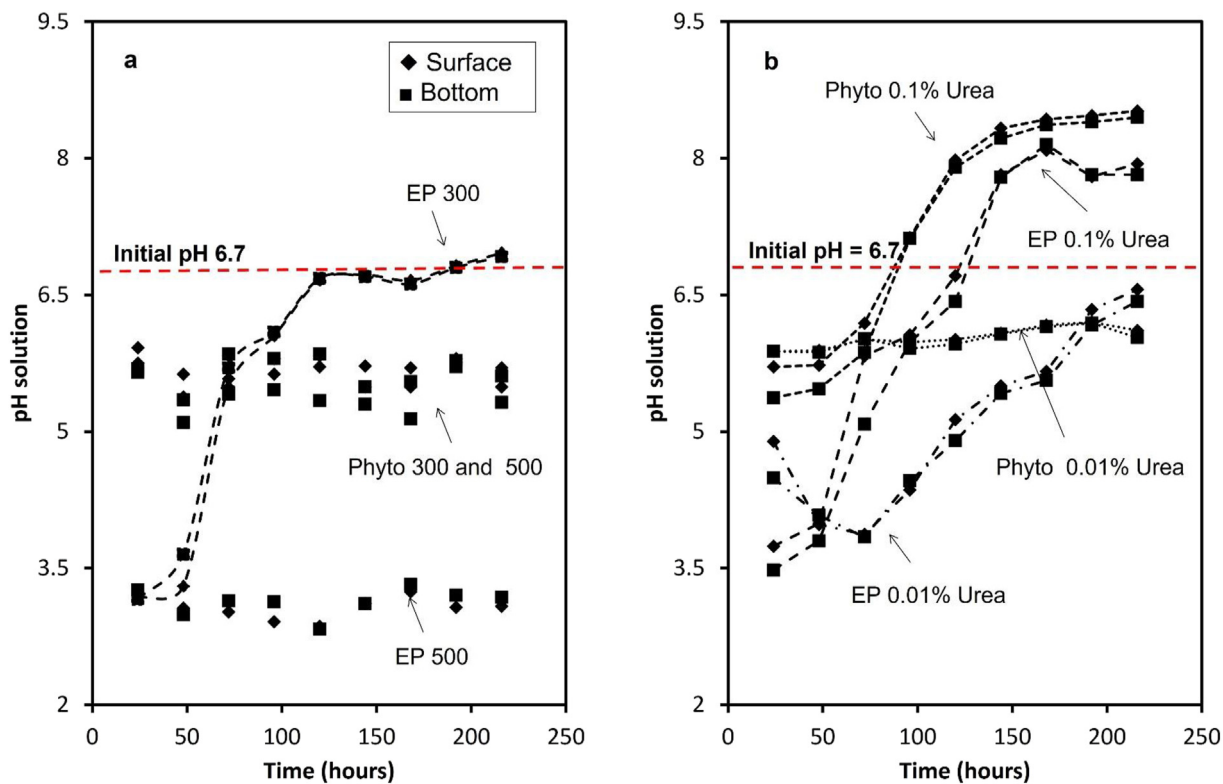 a
Surface
Bottom
EP 300
Initial pH 6.7
Phyto 300 and 500
EP 500
pH solution
9.5
8
6.5
5
3.5
2
0
50
100
150
200
250
Time (hours)
b
Phyto 0.1% Urea
EP 0.1% Urea
Initial pH = 6.7
Phyto 0.01% Urea
EP 0.01% Urea
pH solution
9.5
8
6.5
5
3.5
2
0
50
100
150
200
250
Time (hours)